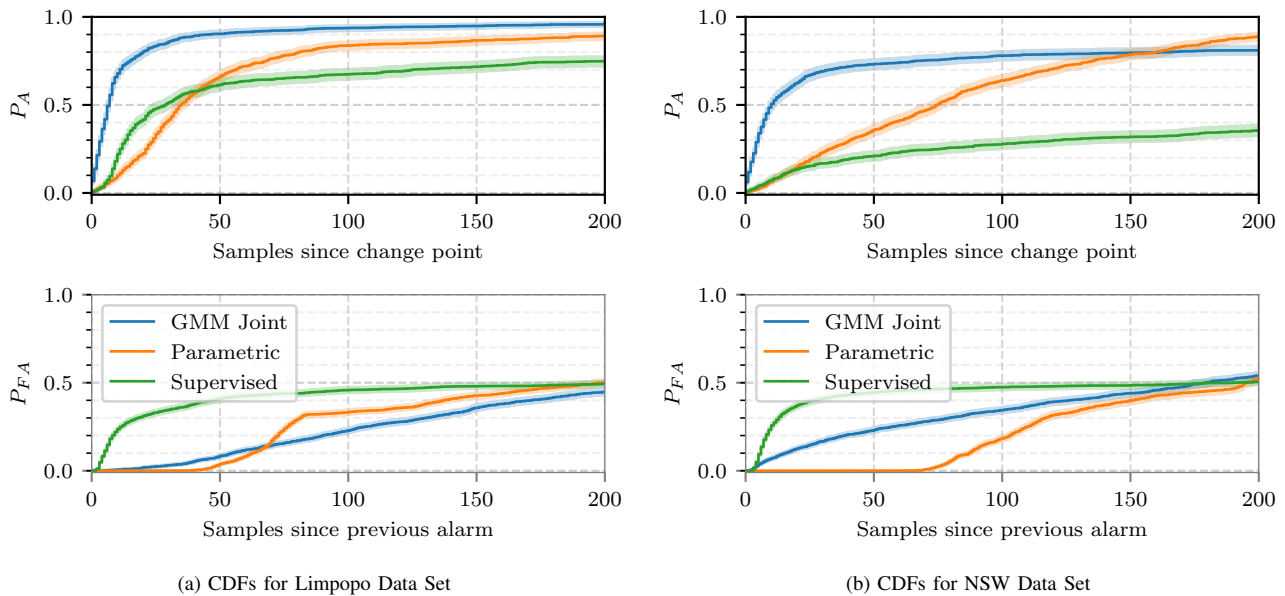 1.0
0.5
0.0
P_A
0 50 100 150 200
Samples since change point
1.0
0.5
0.0
P_A
0 50 100 150 200
Samples since change point
1.0
0.5
0.0
P_FA
GMM Joint
Parametric
Supervised
0 50 100 150 200
Samples since previous alarm
1.0
0.5
0.0
P_FA
GMM Joint
Parametric
Supervised
0 50 100 150 200
Samples since previous alarm
(a) CDFs for Limpopo Data Set
(b) CDFs for NSW Data Set